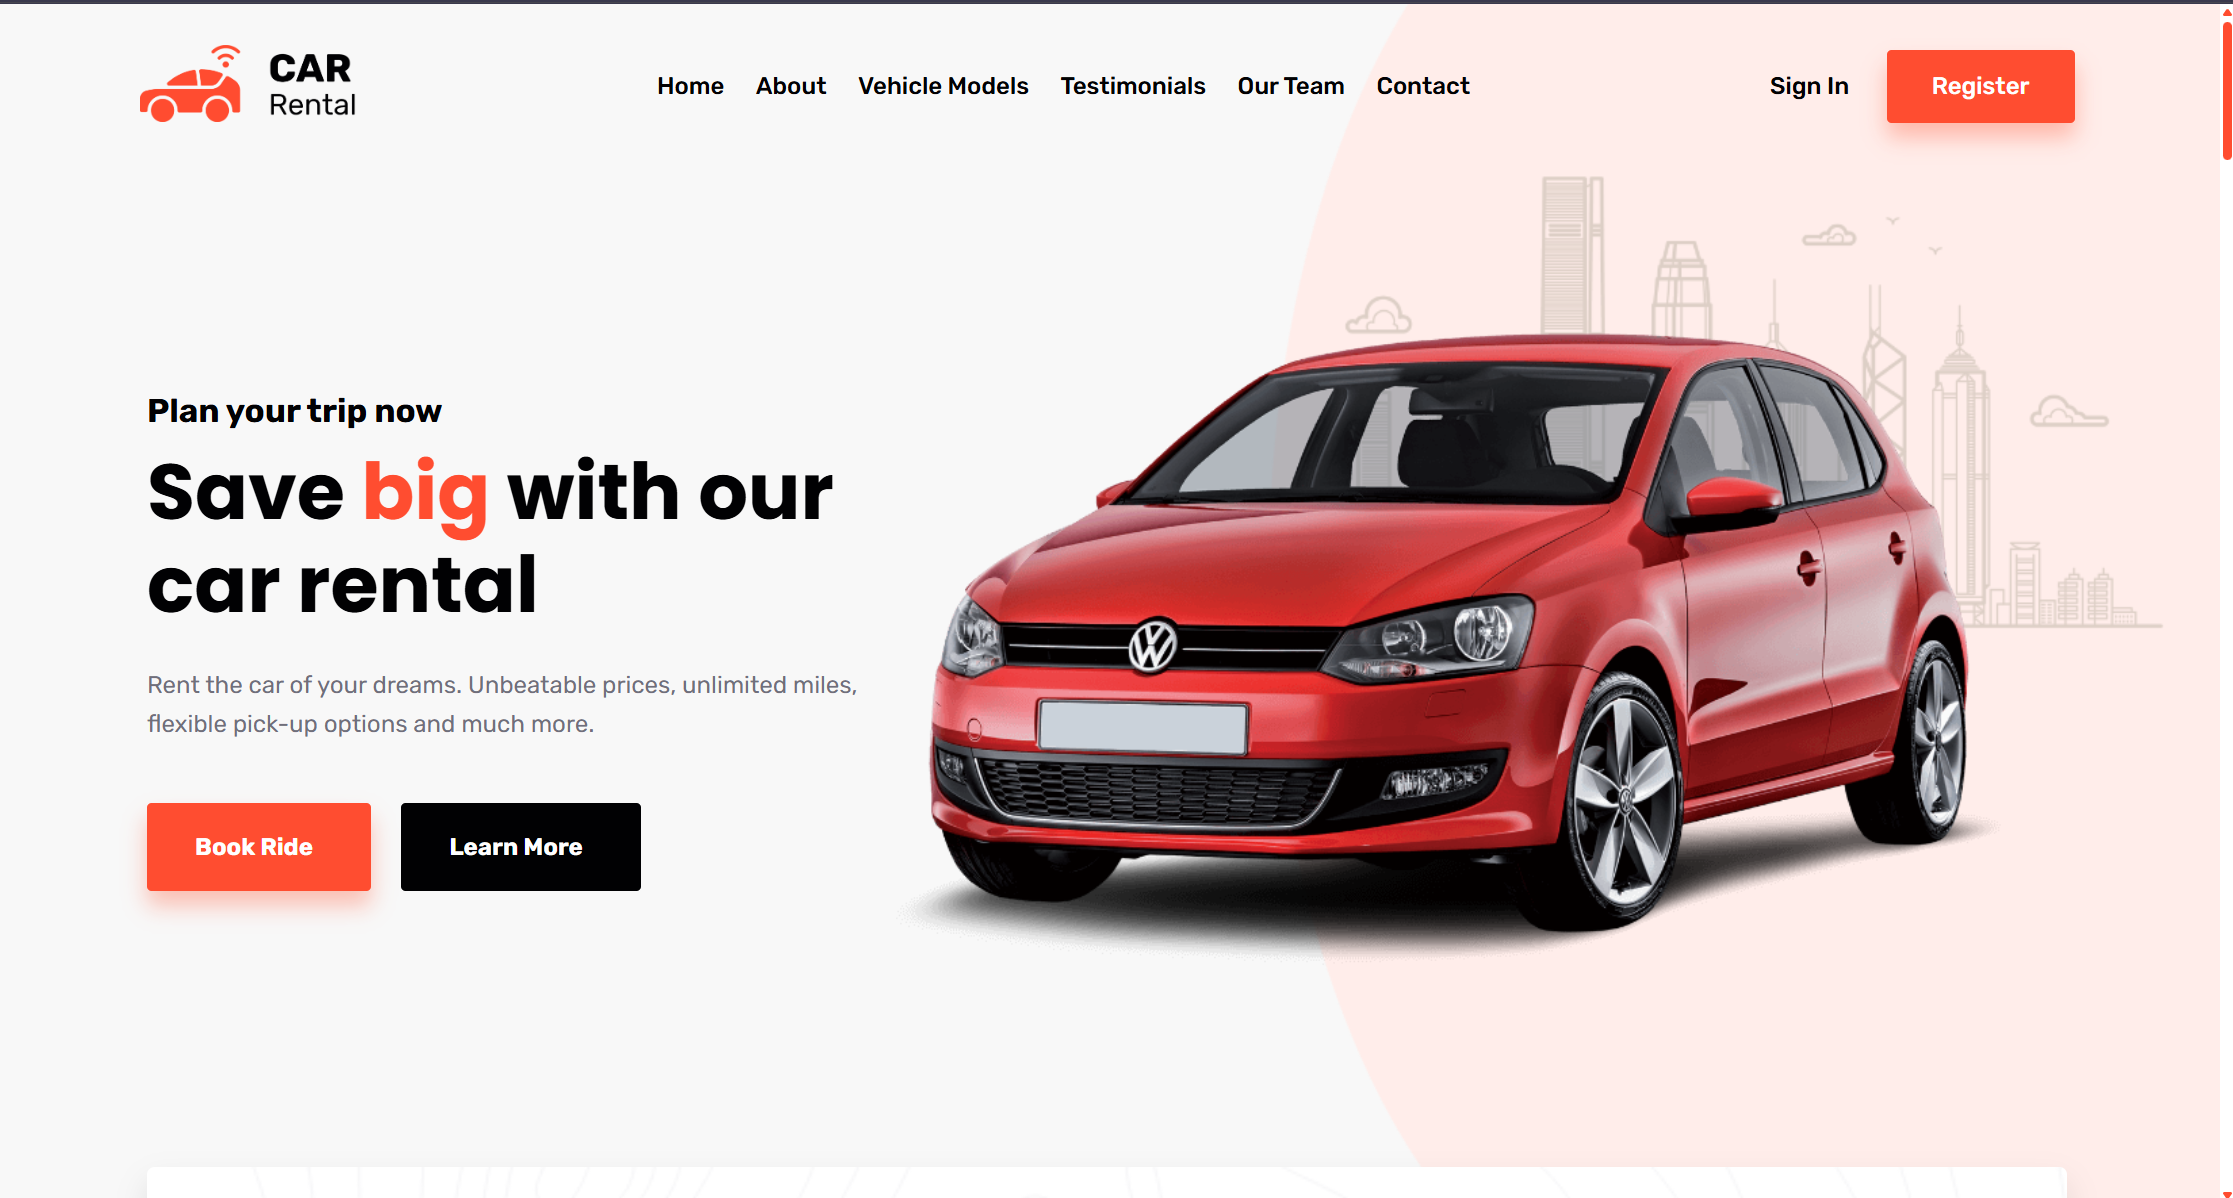 CAR
Rental
Home About Vehicle Models Testimonials Our Team Contact
Sign In Register
Plan your trip now
Save big with our
car rental
Rent the car of your dreams. Unbeatable prices, unlimited miles,
flexible pick-up options and much more.
Book Ride Learn More